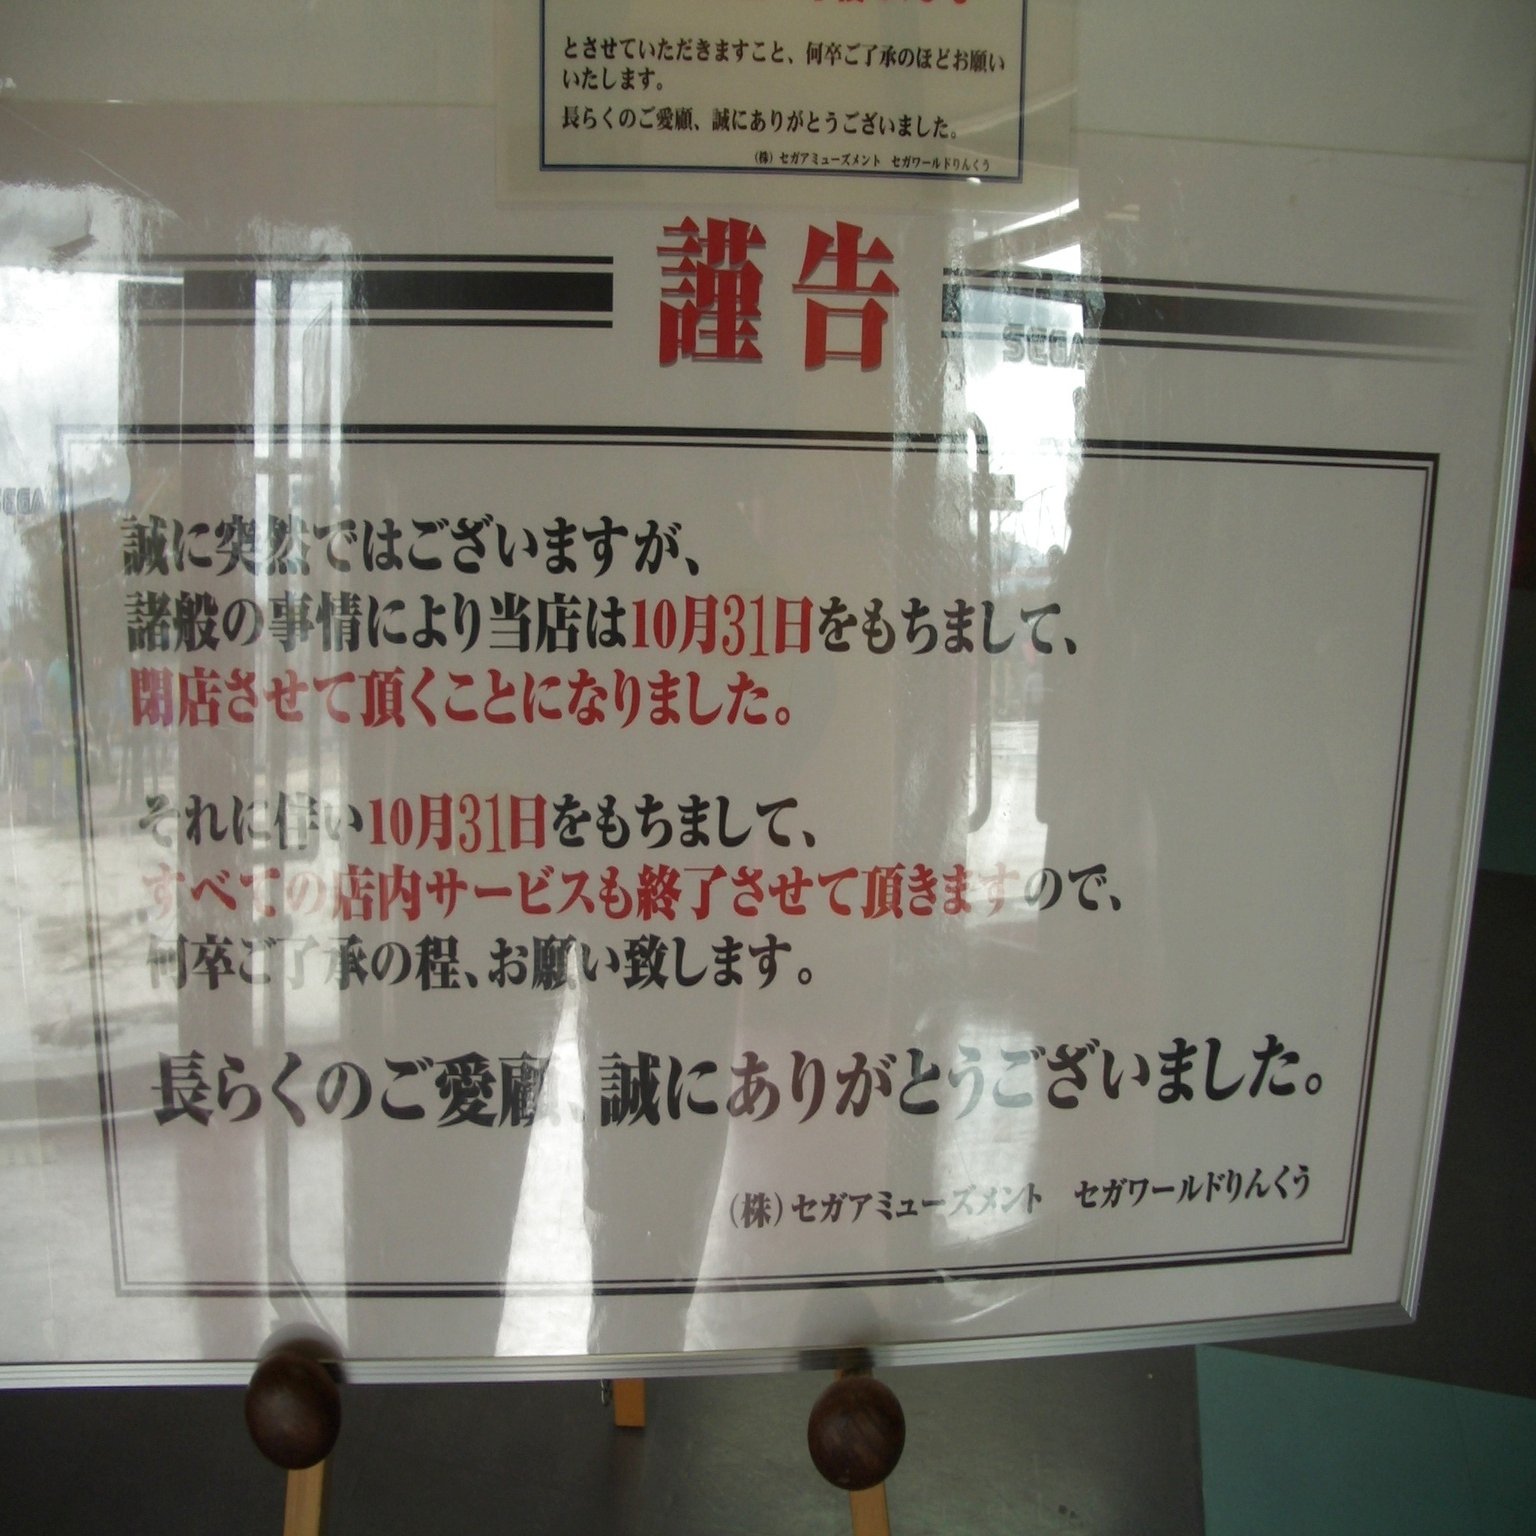 とさせていただきますこと、何卒ご了承のほどお願い
いたします。
長らくのご愛顧、誠にありがとうございました。
(株)セガアミューズメント セガワールドりんくう
謹告
SEGA
誠に突然ではございますが、
諸般の事情により当店は10月31日をもちまして、
閉店させて頂くことになりました。
それに伴い10月31日をもちまして、
すべての店内サービスも終了させて頂きますので、
何卒ご了承の程、お願い致します。
長らくのご愛顧、誠にありがとうございました。
(株)セガアミューズメント セガワールドりんくう